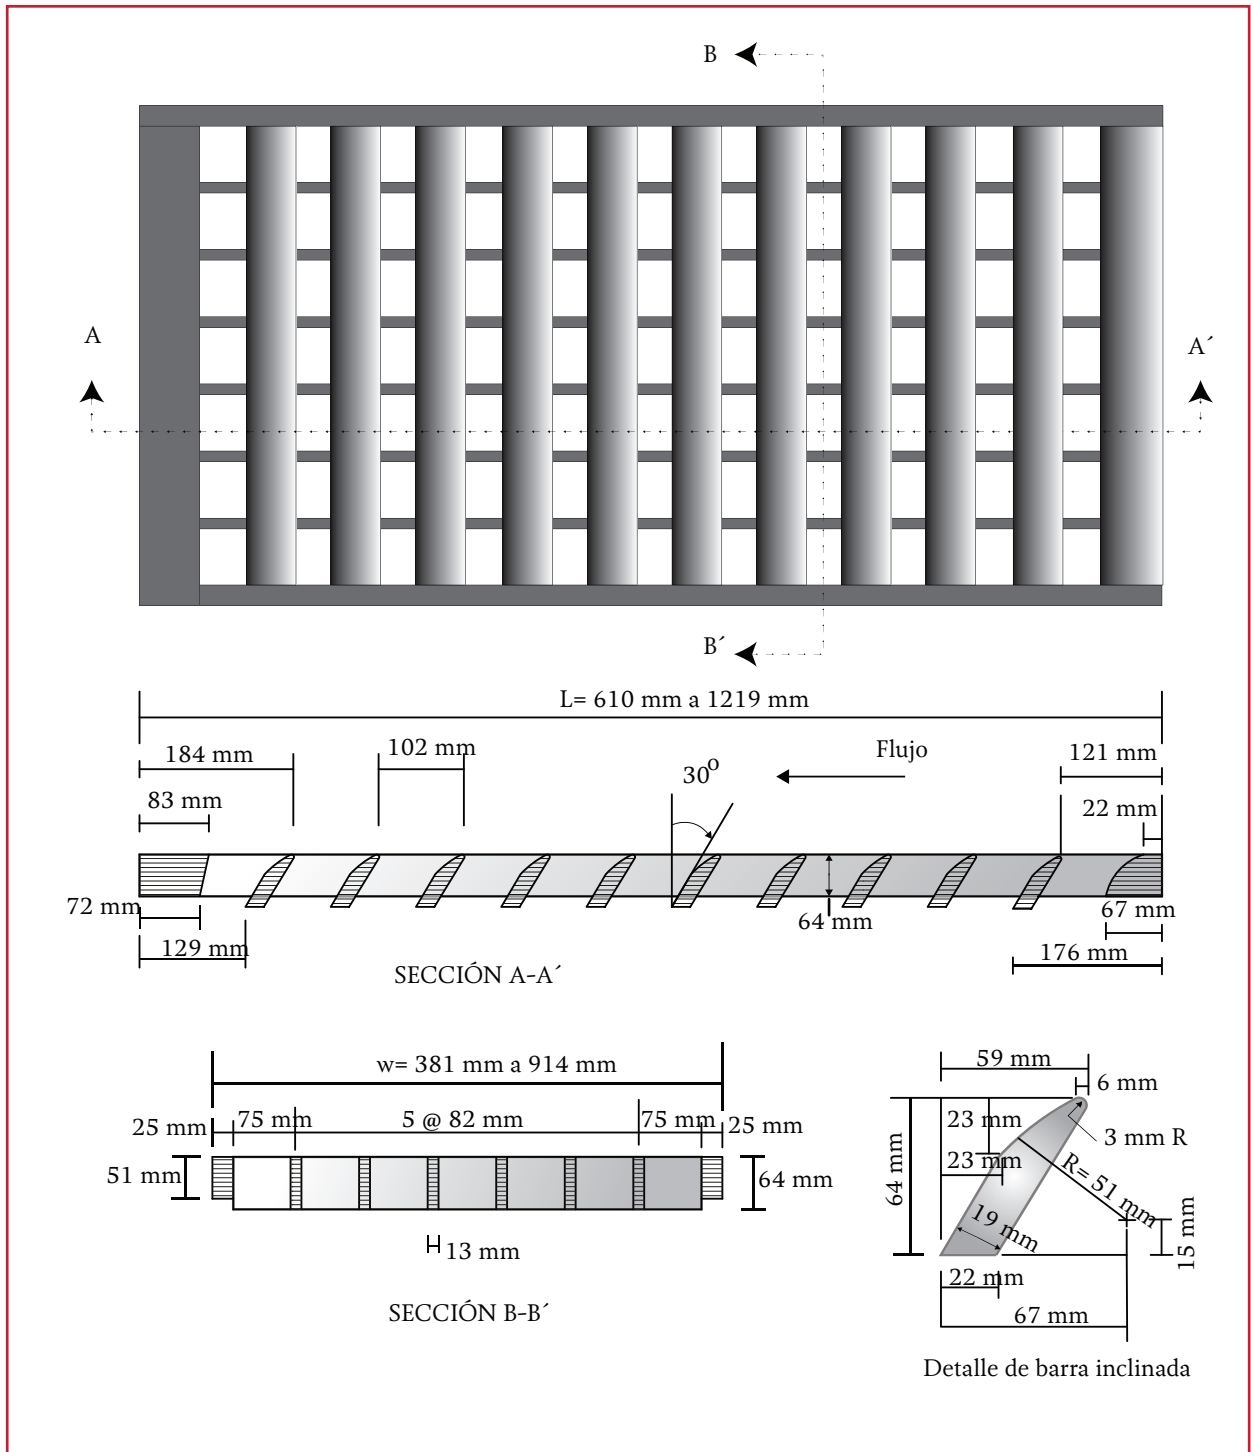 B
A
A´
B´
L= 610 mm a 1219 mm
184 mm
102 mm
30º
Flujo
121 mm
83 mm
22 mm
72 mm
64 mm
67 mm
129 mm
176 mm
SECCIÓN A-A´
w= 381 mm a 914 mm
25 mm
75 mm
5 @ 82 mm
75 mm
25 mm
51 mm
64 mm
13 mm
SECCIÓN B-B´
59 mm
6 mm
23 mm
3 mm R
23 mm
64 mm
R= 51 mm
19 mm
15 mm
22 mm
67 mm
Detalle de barra inclinada